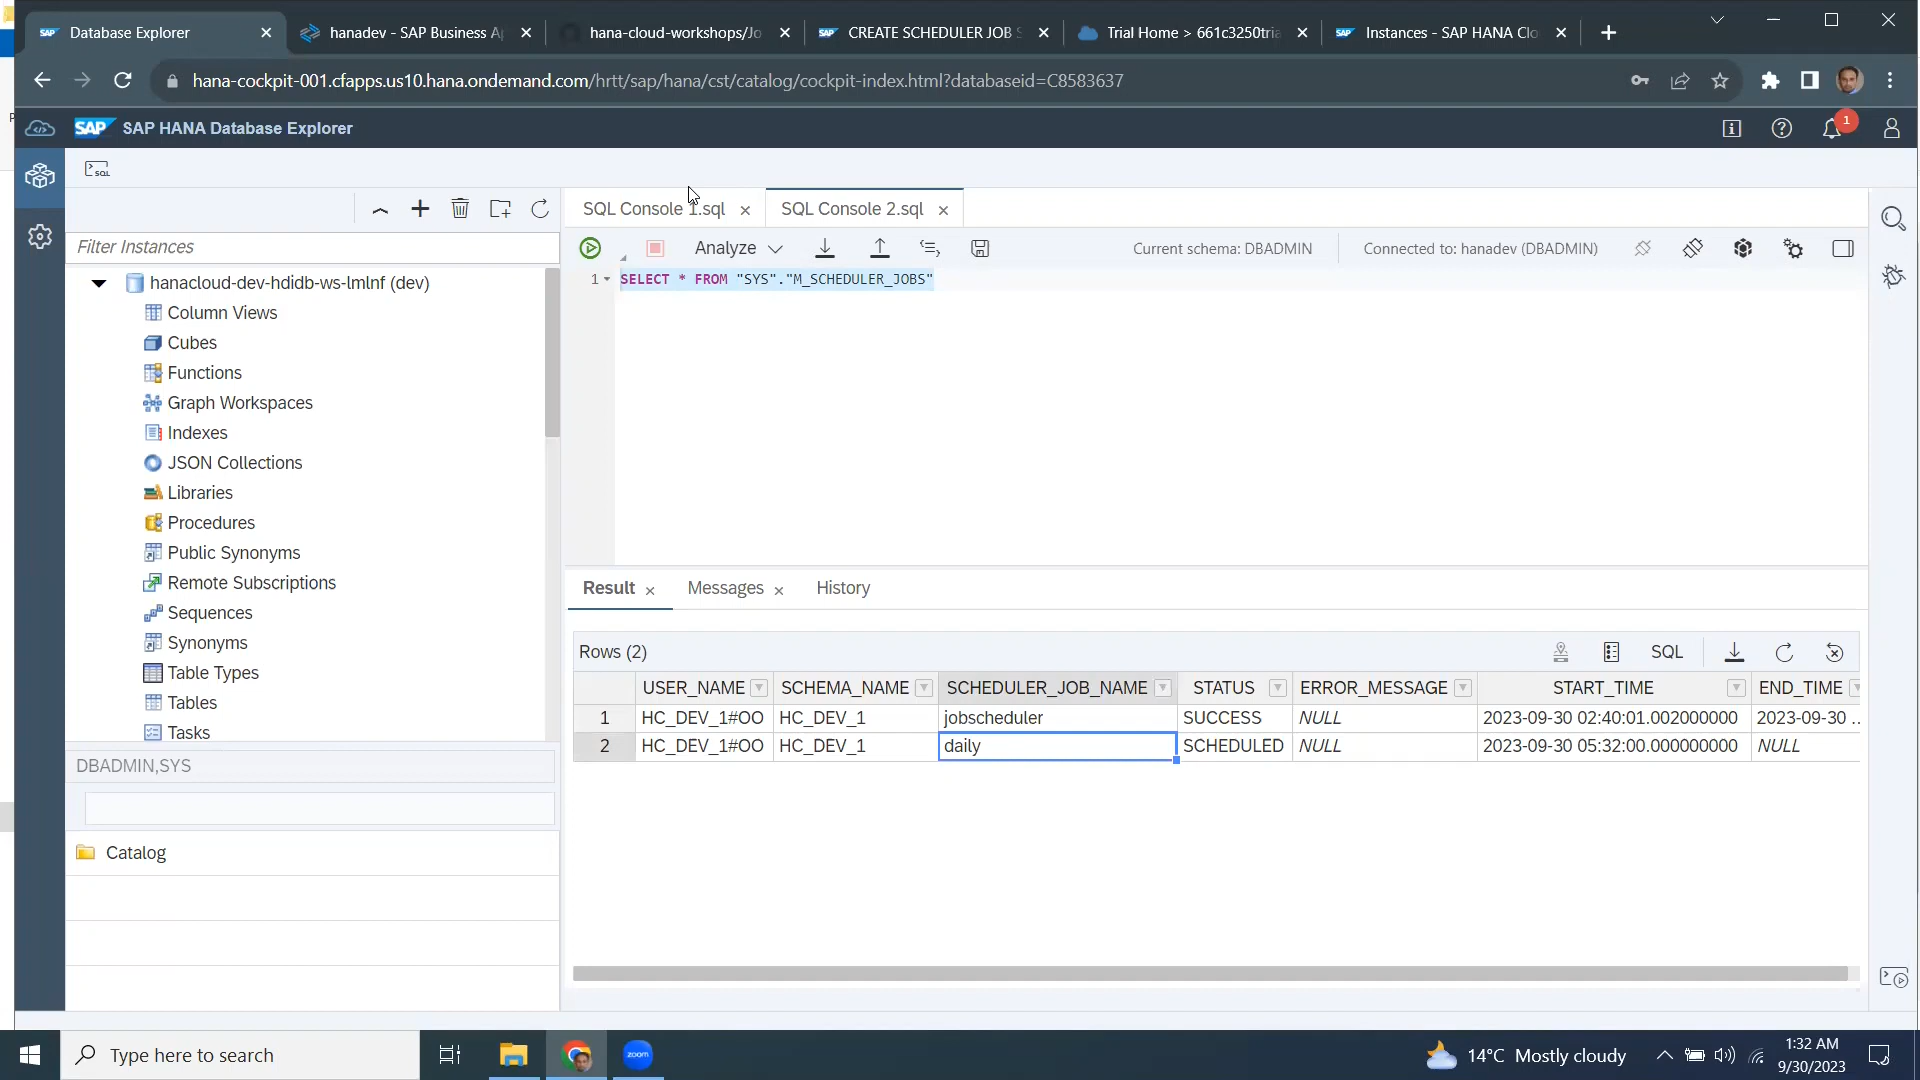 Database Explorer
hanadev - SAP Business Ap
hana-cloud-workshops/Jo
CREATE SCHEDULER JOB S
Trial Home > 661c3250tria
Instances - SAP HANA Clo
hana-cockpit-001.cfapps.us10.hana.ondemand.com/hrtt/sap/hana/cst/catalog/cockpit-index.html?databaseid=C8583637
SAP SAP HANA Database Explorer
1
SQL Console 1.sql
SQL Console 2.sql
Filter Instances
Analyze
Current schema: DBADMIN
Connected to: hanadev (DBADMIN)
1 SELECT * FROM "SYS"."M_SCHEDULER_JOBS"
hanacloud-dev-hdidb-ws-lmlnf (dev)
Column Views
Cubes
Functions
Graph Workspaces
Indexes
JSON Collections
Libraries
Procedures
Public Synonyms
Remote Subscriptions
Sequences
Synonyms
Table Types
Tables
Tasks
DBADMIN,SYS
Catalog
Result
Messages
History
Rows (2)
SQL
USER_NAME SCHEMA_NAME SCHEDULER_JOB_NAME STATUS ERROR_MESSAGE START_TIME END_TIME
1 HC_DEV_1#OO HC_DEV_1 jobscheduler SUCCESS NULL 2023-09-30 02:40:01.002000000 2023-09-30 ..
2 HC_DEV_1#OO HC_DEV_1 daily SCHEDULED NULL 2023-09-30 05:32:00.000000000 NULL
Type here to search
zoom
14°C Mostly cloudy
1:32 AM
9/30/2023